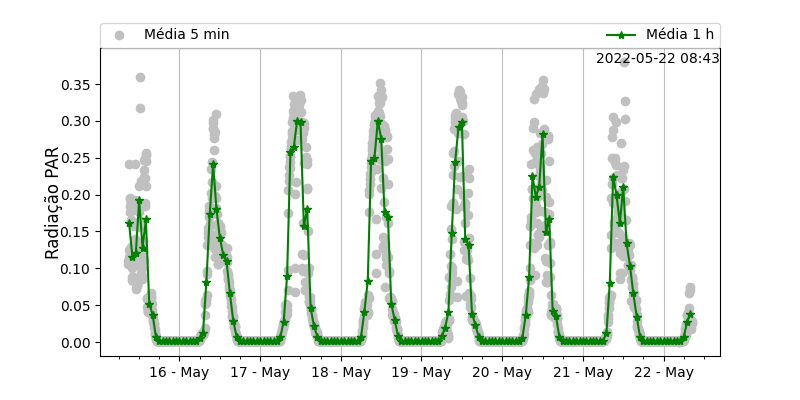 Média 5 min
Média 1 h
2022-05-22 08:43
Radiação PAR
0.35
0.30
0.25
0.20
0.15
0.10
0.05
0.00
16 - May
17 - May
18 - May
19 - May
20 - May
21 - May
22 - May